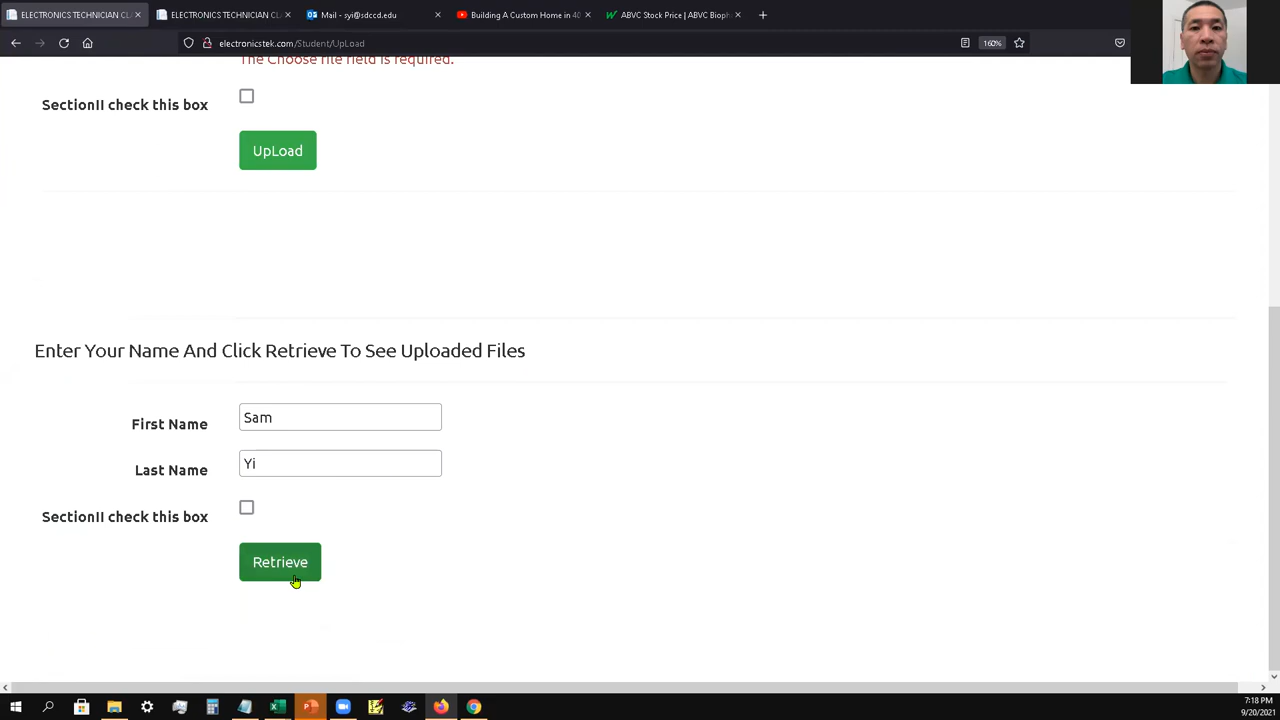 ELECTRONICS TECHNICIAN CL
ELECTRONICS TECHNICIAN CL
Mail - syi@sdccd.edu
Building A Custom Home in 40
ABVC Stock Price | ABVC Bioph
electronicstek.com/Student/UpLoad
160%
The Choose file field is required.
SectionII check this box
UpLoad
Enter Your Name And Click Retrieve To See Uploaded Files
First Name
Sam
Last Name
Yi
SectionII check this box
Retrieve
7:18 PM
9/20/2021